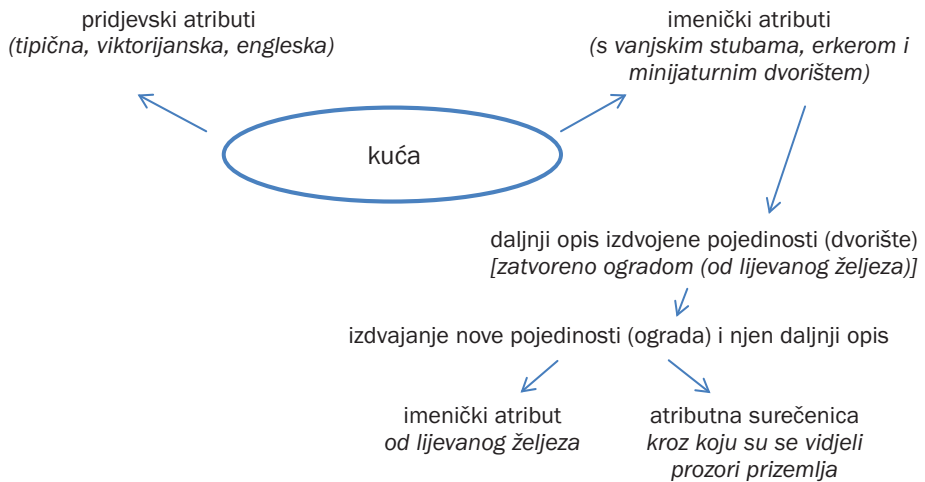 pridjevski atributi
(tipična, viktorijanska, engleska)
imenički atributi
(s vanjskim stubama, erkerom i
minijaturnim dvorištem)
kuća
daljnji opis izdvojene pojedinosti (dvorište)
[zatvoreno ogradom (od lijevanog željeza)]
izdvajanje nove pojedinosti (ograda) i njen daljnji opis
imenički atribut
od lijevanog željeza
atributna surečenica
kroz koju su se vidjeli
prozori prizemlja